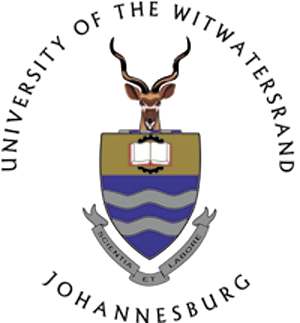 UNIVERSITY OF THE WITWATERSRAND
SCIENTIA ET LABORE
JOHANNESBURG